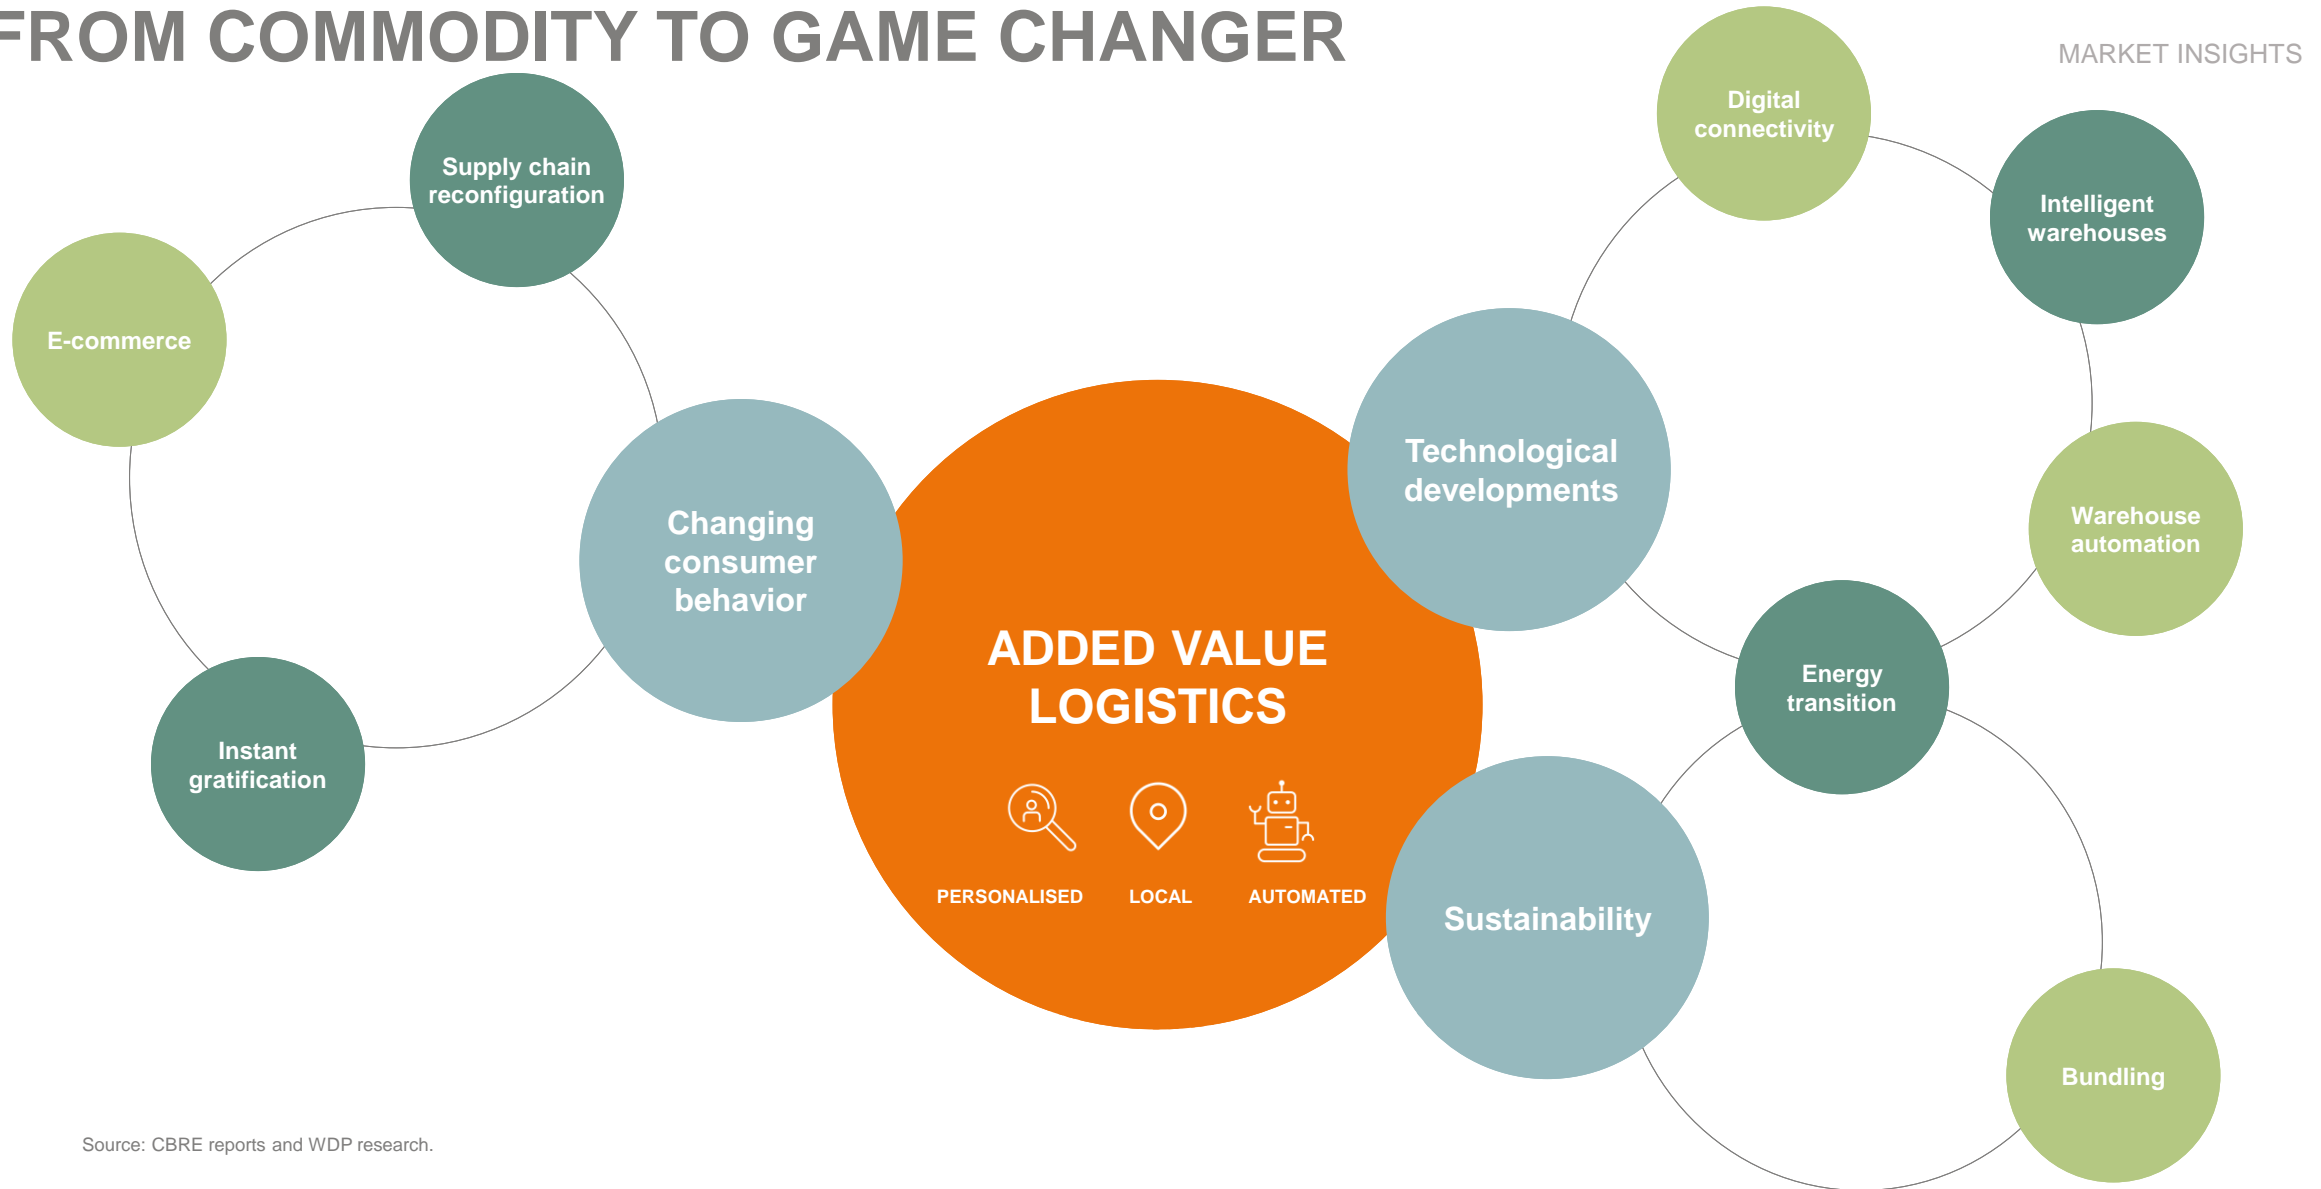 FROM COMMODITY TO GAME CHANGER
MARKET INSIGHTS
Supply chain
reconfiguration
E-commerce
Instant
gratification
Changing
consumer
behavior
ADDED VALUE
LOGISTICS
PERSONALISED
LOCAL
AUTOMATED
Technological
developments
Digital
connectivity
Intelligent
warehouses
Warehouse
automation
Energy
transition
Sustainability
Bundling
Source: CBRE reports and WDP research.